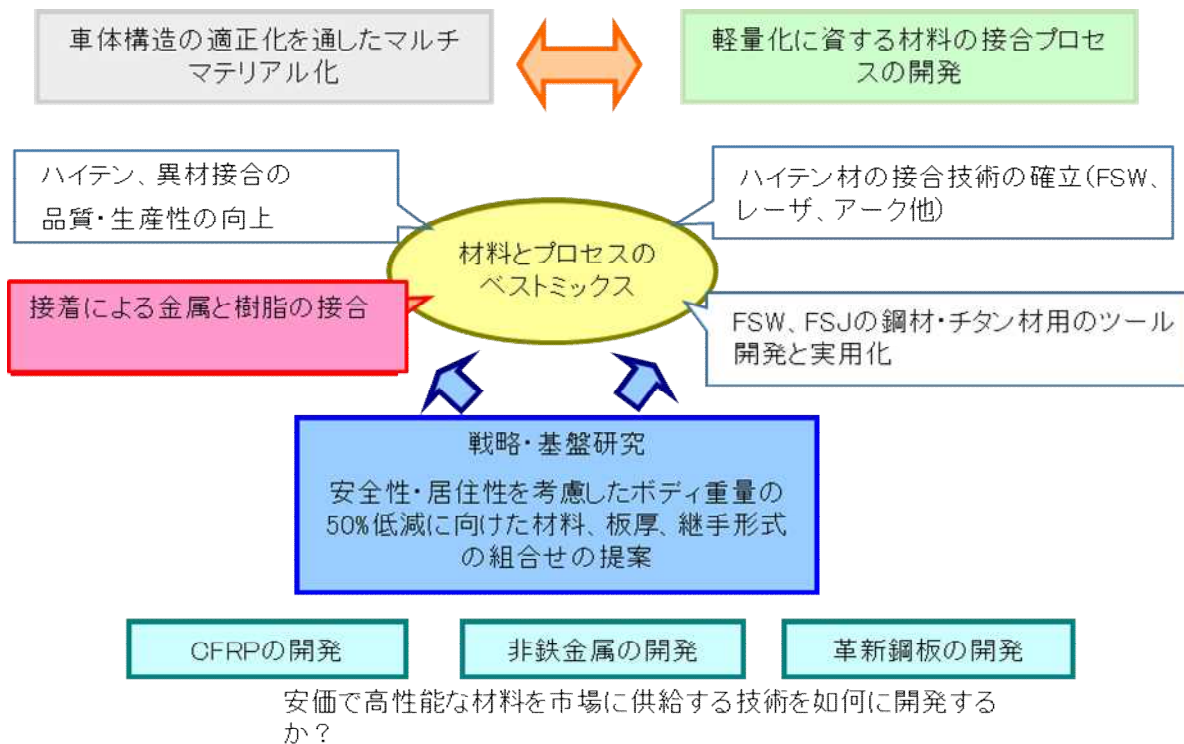 車体構造の適正化を通したマルチ
マテリアル化
軽量化に資する材料の接合プロセ
スの開発
ハイテン、異材接合の
品質・生産性の向上
ハイテン材の接合技術の確立(FSW、
レーザ、アーク他)
材料とプロセスの
ベストミックス
接着による金属と樹脂の接合
FSW、FSJの鋼材・チタン材用のツール
開発と実用化
戦略・基盤研究
安全性・居住性を考慮したボディ重量の
50%低減に向けた材料、板厚、継手形式
の組合せの提案
CFRPの開発
非鉄金属の開発
革新鋼板の開発
安価で高性能な材料を市場に供給する技術を如何に開発する
か？